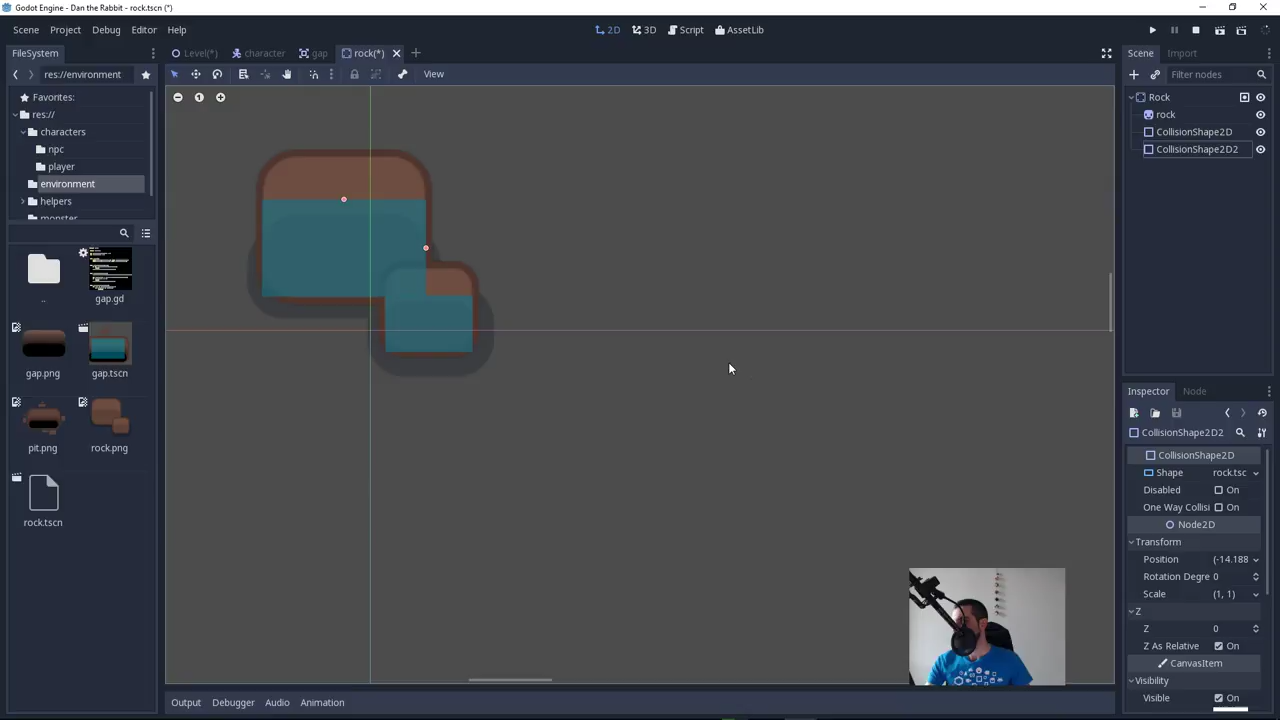 Godot Engine - Dan the Rabbit - rock.tscn (*)
Scene Project Debug Editor Help
2D 3D Script AssetLib
FileSystem
Level(*) character gap rock(*)
Scene Import
res://environment
View
Filter nodes
Favorites:
res://
characters
npc
player
environment
helpers
monster
1
Rock
rock
CollisionShape2D
CollisionShape2D2
..
gap.gd
gap.png
gap.tscn
pit.png
rock.png
rock.tscn
Inspector Node
CollisionShape2D2
CollisionShape2D
Shape rock.tsc
Disabled On
One Way Collisi On
Node2D
Transform
Position (-14.188
Rotation Degre 0
Scale (1, 1)
Z
Z 0
Z As Relative On
CanvasItem
Visibility
Visible On
Output Debugger Audio Animation